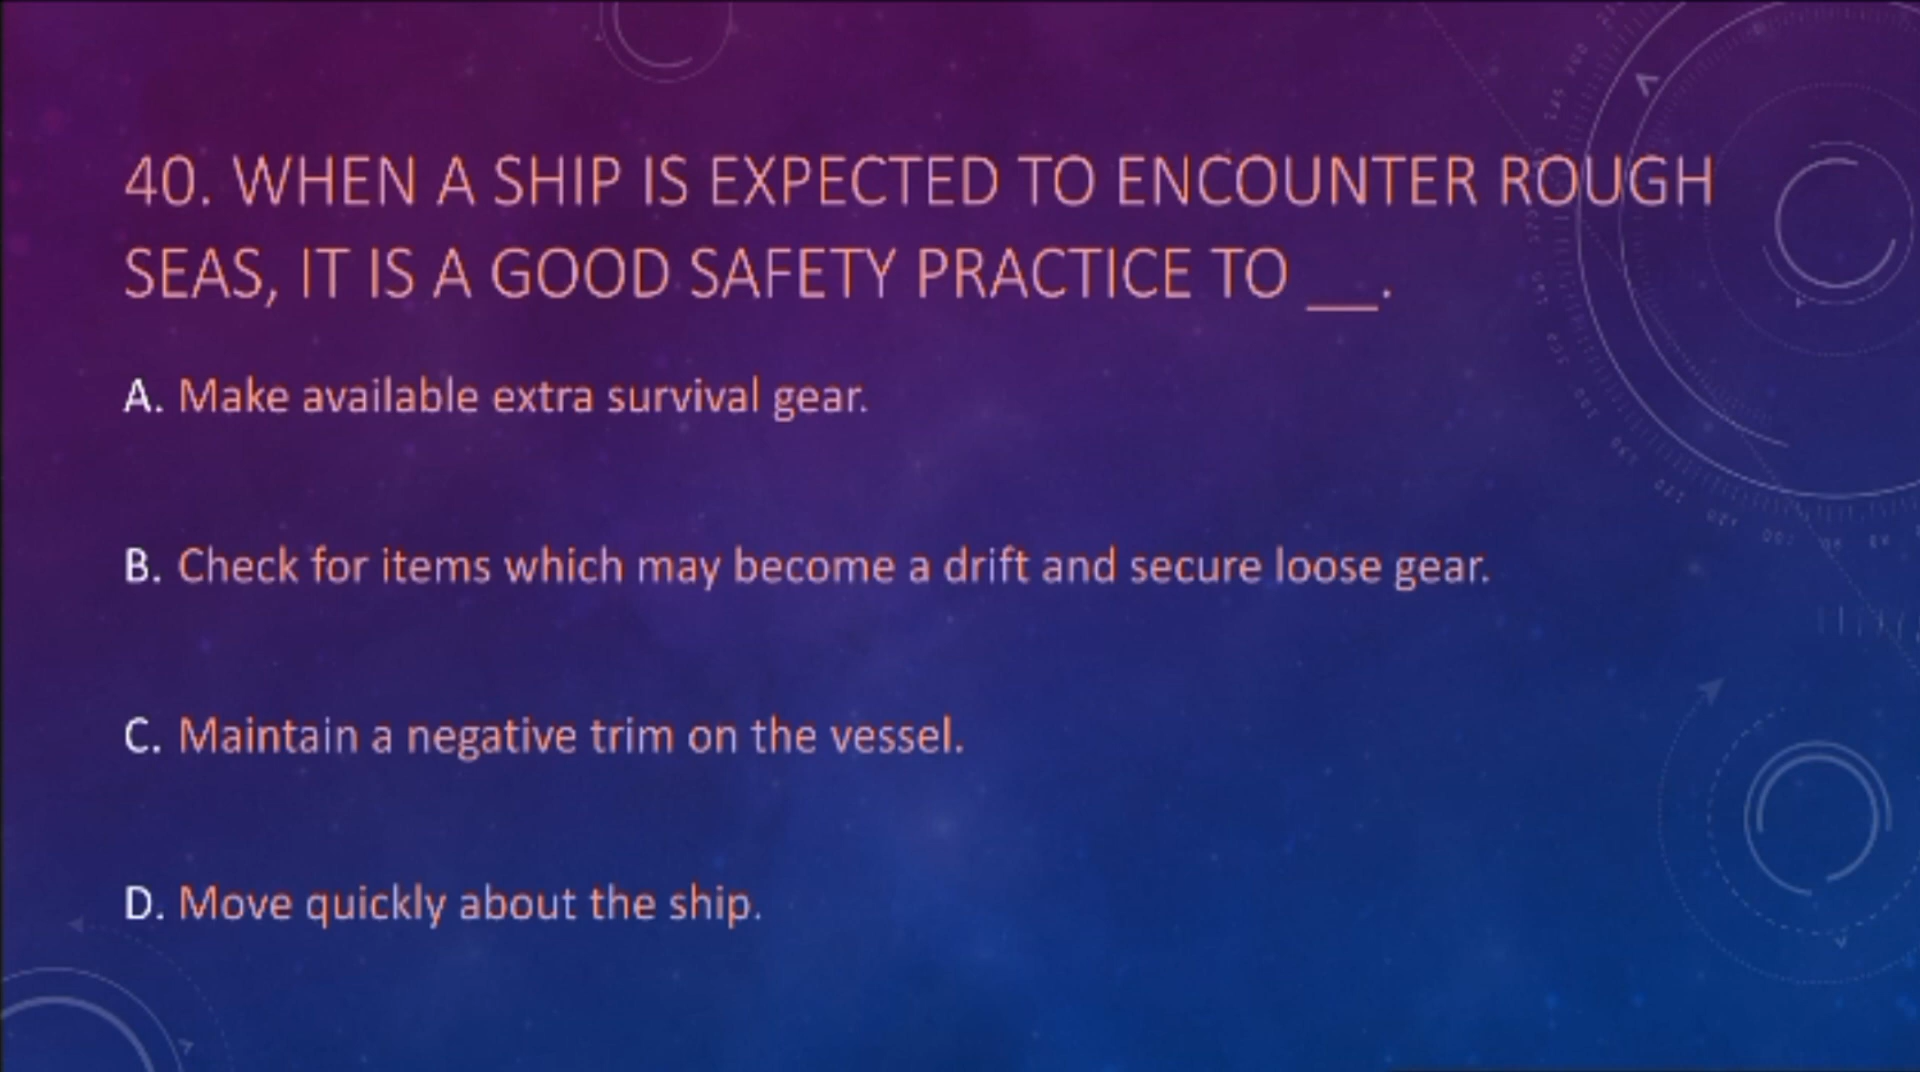 40. WHEN A SHIP IS EXPECTED TO ENCOUNTER ROUGH
SEAS, IT IS A GOOD SAFETY PRACTICE TO __.
A. Make available extra survival gear.
B. Check for items which may become a drift and secure loose gear.
C. Maintain a negative trim on the vessel.
D. Move quickly about the ship.